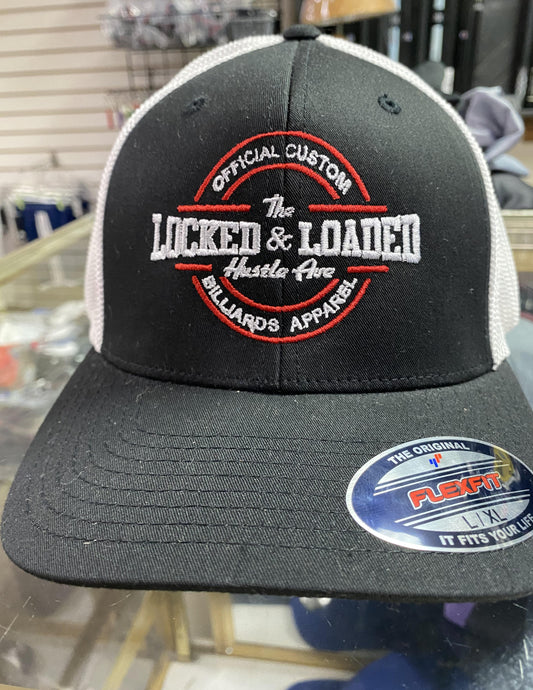 OFFICIAL CUSTOM
The
LOCKED & LOADED
Hustle Ave
BILLIARDS APPAREL
THE ORIGINAL
FLEXFIT
L/XL
IT FITS YOUR LIFE